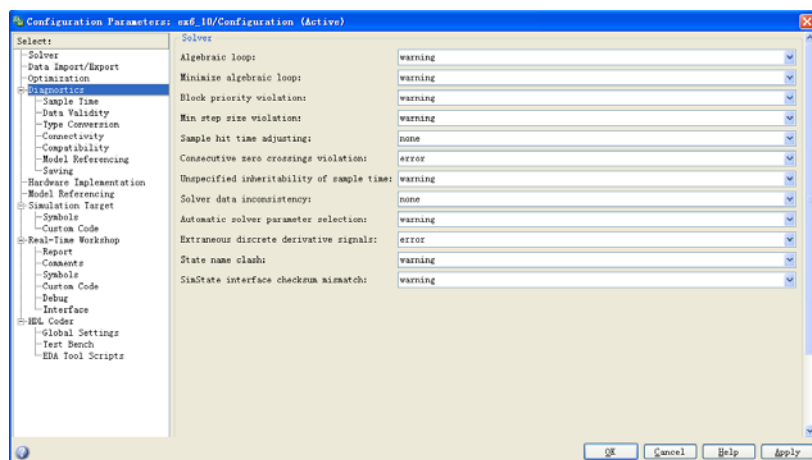 Configuration Parameters: ex6_10/Configuration (Active)
Select:
Solver
Data Import/Export
Optimization
Diagnostics
Sample Time
Data Validity
Type Conversion
Connectivity
Compatibility
Model Referencing
Saving
Hardware Implementation
Model Referencing
Simulation Target
Symbols
Custom Code
Real-Time Workshop
Report
Comments
Symbols
Custom Code
Debug
Interface
HDL Coder
Global Settings
Test Bench
EDA Tool Scripts
Solver
Algebraic loop: warning
Minimize algebraic loop: warning
Block priority violation: warning
Min step size violation: warning
Sample hit time adjusting: none
Consecutive zero crossings violation: error
Unspecified inheritability of sample time: warning
Solver data inconsistency: none
Automatic solver parameter selection: warning
Extraneous discrete derivative signals: error
State name clash: warning
SimState interface checksum mismatch: warning
OK Cancel Help Apply